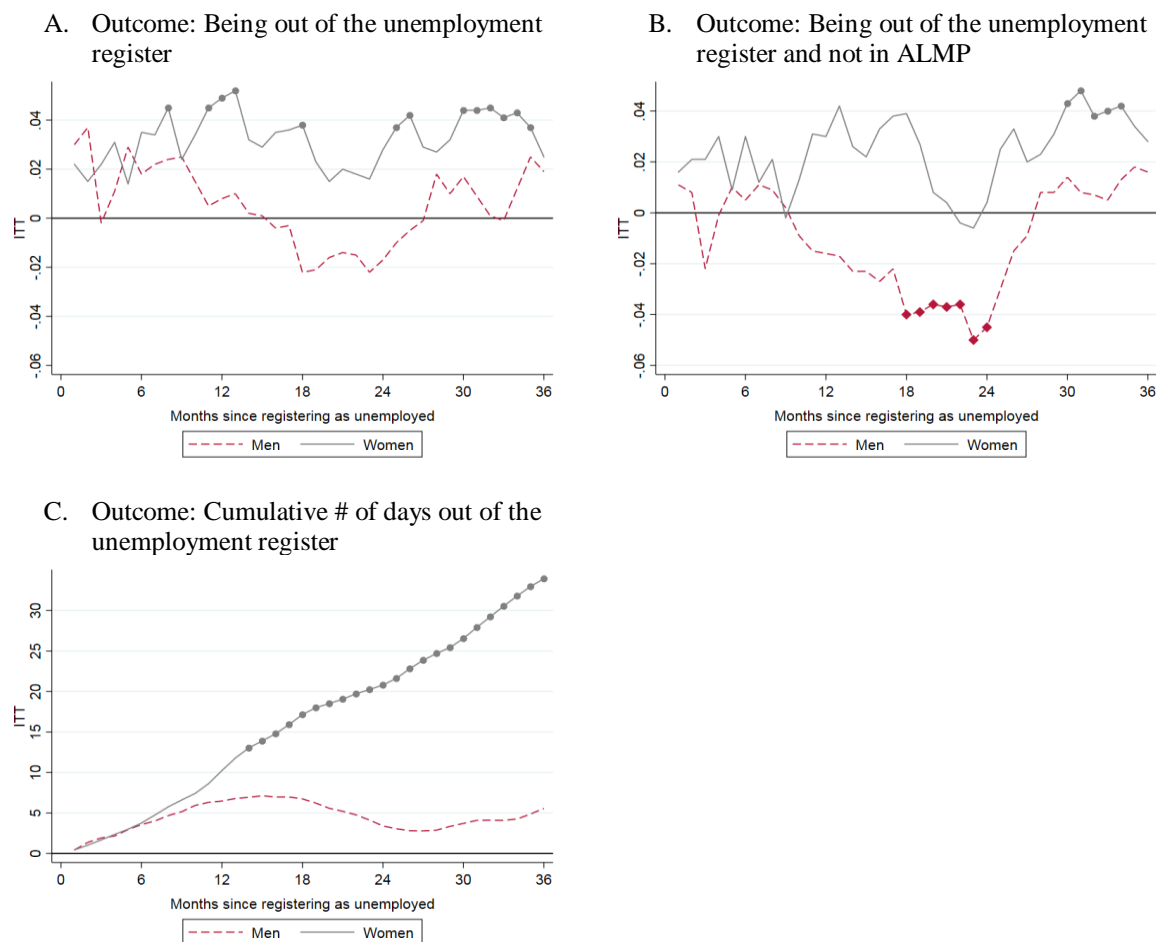 A. Outcome: Being out of the unemployment
register
.04
.02
0
-.02
-.04
-.06
ITT
0 6 12 18 24 30 36
Months since registering as unemployed
Men Women
B. Outcome: Being out of the unemployment
register and not in ALMP
.04
.02
0
-.02
-.04
-.06
ITT
0 6 12 18 24 30 36
Months since registering as unemployed
Men Women
C. Outcome: Cumulative # of days out of the
unemployment register
30
25
20
15
10
5
0
ITT
0 6 12 18 24 30 36
Months since registering as unemployed
Men Women